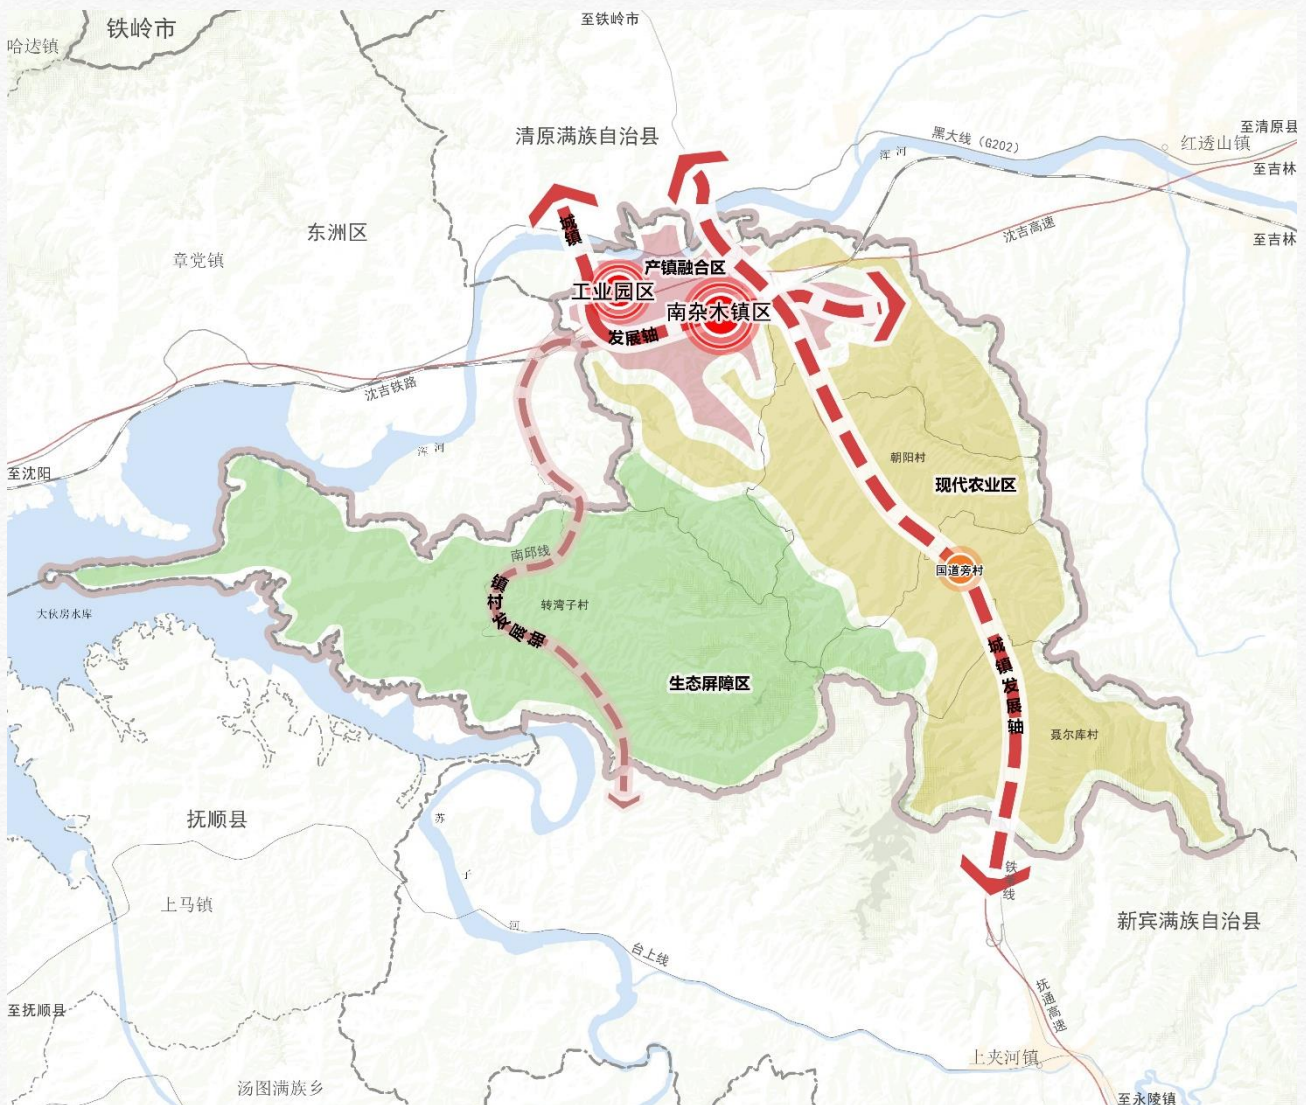 铁岭市
至铁岭市
哈达镇
清原满族自治县
黑大线（G202）
至清原县
红透山镇
浑河
至吉林
东洲区
城镇
沈吉高速
至吉林
章党镇
产镇融合区
工业园区
南杂木镇区
发展轴
沈吉铁路
浑河
朝阳村
至沈阳
现代农业区
南邱线
国道旁村
镇村发展轴
转湾子村
大伙房水库
城镇发展轴
生态屏障区
聂尔库村
抚顺县
苏子河
铁
线
上马镇
新宾满族自治县
台上线
抚通高速
至抚顺县
上夹河镇
汤图满族乡
至永陵镇